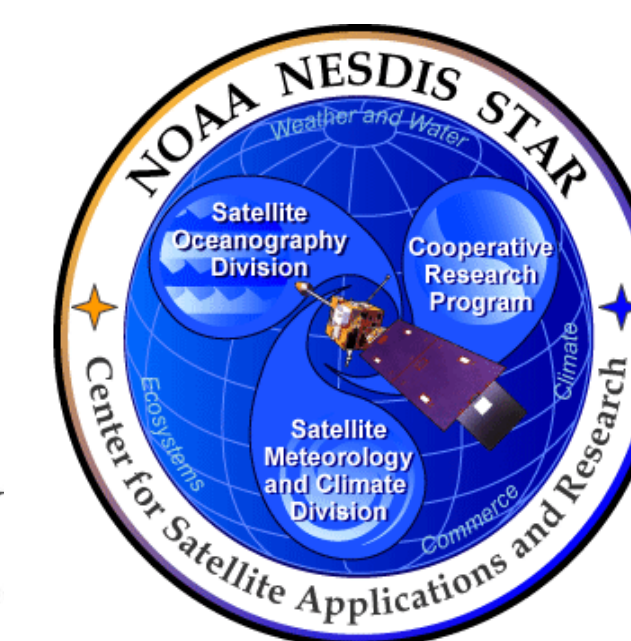 NOAA NESDIS STAR
Weather and Water
Satellite
Oceanography
Division
Cooperative
Research
Program
Climate
Ecosystems
Satellite
Meteorology
and Climate
Division
Commerce
Center for Satellite Applications and Research